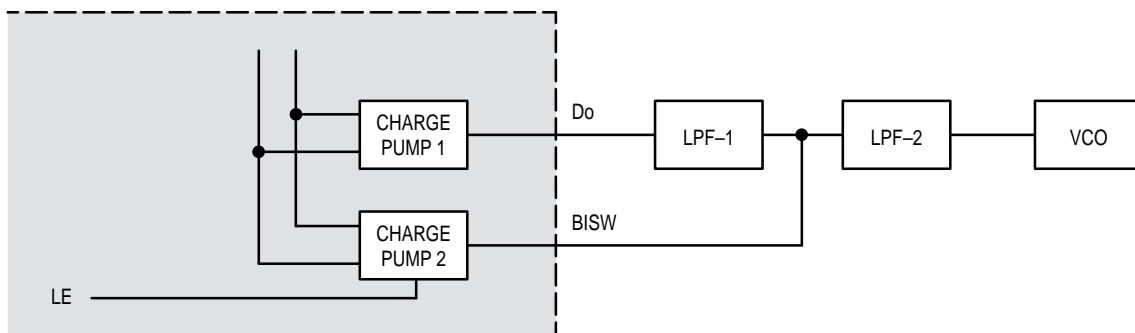 Do
CHARGE
PUMP 1
LPF–1
LPF–2
VCO
BISW
CHARGE
PUMP 2
LE